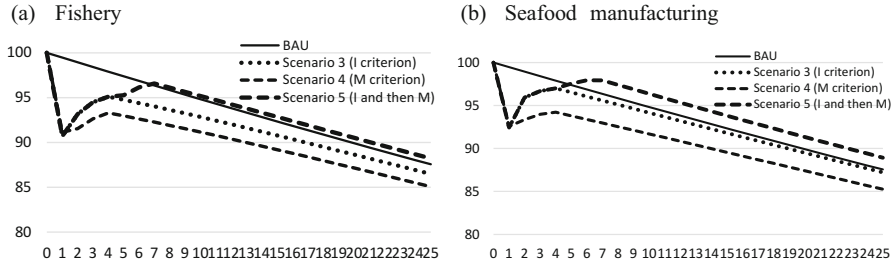 (a) Fishery
100
95
90
85
80
BAU
Scenario 3 (I criterion)
Scenario 4 (M criterion)
Scenario 5 (I and then M)
0 1 2 3 4 5 6 7 8 9 10 11 12 13 14 15 16 17 18 19 20 21 22 23 24 25
(b) Seafood manufacturing
100
95
90
85
80
BAU
Scenario 3 (I criterion)
Scenario 4 (M criterion)
Scenario 5 (I and then M)
0 1 2 3 4 5 6 7 8 9 10 11 12 13 14 15 16 17 18 19 20 21 22 23 24 25